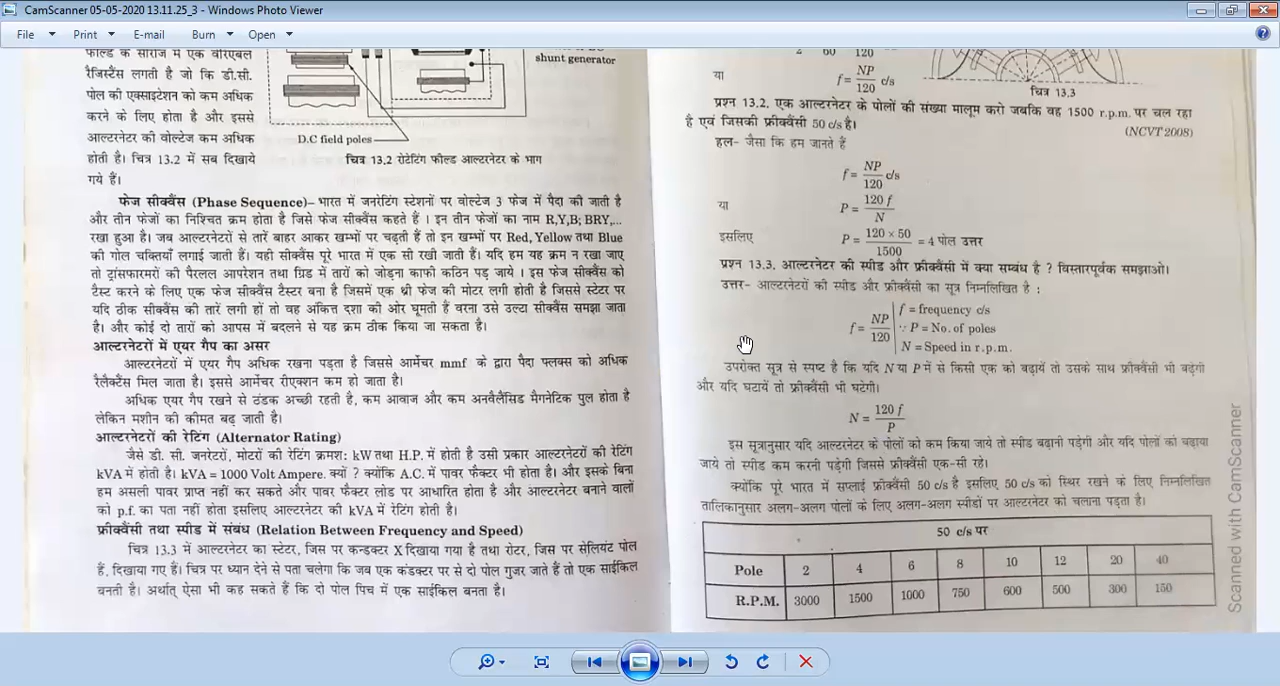 CamScanner 05-05-2020 13.11.25_3 - Windows Photo Viewer
File Print E-mail Burn Open
फील्ड के सीरीज में एक वेरिएबल
रैजिस्टैंस लगती है जो कि डी.सी.
पोल की एक्साइटेशन को कम अधिक
करने के लिए होता है और इससे
आल्टरनेटर की वोल्टेज कम अधिक
होती है। चित्र 13.2 में सब दिखाये
गये हैं।
shunt generator
D.C field poles
चित्र 13.2 रोटेटिंग फील्ड आल्टरनेटर के भाग
फेज सीक्वैंस (Phase Sequence)– भारत में जनरेटिंग स्टेशनों पर वोल्टेज 3 फेज में पैदा की जाती है
और तीन फेजों का निश्चित क्रम होता है जिसे फेज सीक्वैंस कहते हैं । इन तीन फेजों का नाम R,Y,B; BRY,...
रखा हुआ है। जब आल्टरनेटरों से तारें बाहर आकर खम्भों पर चढ़ती हैं तो इन खम्भों पर Red, Yellow तथा Blue
की गोल चक्तियाँ लगाई जाती हैं। यही सीक्वैंस पूरे भारत में एक सी रखी जाती है। यदि हम यह क्रम न रखा जाए
तो ट्रांसफारमरों की पैरलल आपरेशन तथा ग्रिड में तारों को जोड़ना काफी कठिन पड़ जाये । इस फेज सीक्वैंस को
टैस्ट करने के लिए एक फेज सीक्वैंस टैस्टर बना है जिसमें एक थ्री फेज की मोटर लगी होती है जिससे स्टेटर पर
यदि ठीक सीक्वैंस की तारें लगी हों तो वह अंकित दशा की ओर घूमती हैं वरना उसे उल्टा सीक्वैंस समझा जाता
है। और कोई दो तारों को आपस में बदलने से यह क्रम ठीक किया जा सकता है।
आल्टरनेटरों में एयर गैप का असर
आल्टरनेटरों में एयर गैप अधिक रखना पड़ता है जिससे आर्मेचर mmf के द्वारा पैदा फ्लक्स को अधिक
रैलैक्टैंस मिल जाता है। इससे आर्मेचर रीएक्शन कम हो जाता है।
अधिक एयर गैप रखने से ठंडक अच्छी रहती है, कम आवाज और कम अनवैलैंसिड मैगनेटिक पुल होता है
लेकिन मशीन की कीमत बढ़ जाती है।
आल्टरनेटरों की रेटिंग (Alternator Rating)
जैसे डी. सी. जनरेटरों, मोटरों की रेटिंग क्रमश: kW तथा H.P. में होती है उसी प्रकार आल्टरनेटरों की रेटिंग
kVA में होती है। kVA = 1000 Volt Ampere. क्यों ? क्योंकि A.C. में पावर फैक्टर भी होता है। और इसके बिना
हम असली पावर प्राप्त नहीं कर सकते और पावर फैक्टर लोड पर आधारित होता है और आल्टरनेटर बनाने वालों
को p.f. का पता नहीं होता इसलिए आल्टरनेटर की kVA में रेटिंग होती है।
फ्रीक्वैंसी तथा स्पीड में संबंध (Relation Between Frequency and Speed)
चित्र 13.3 में आल्टरनेटर का स्टेटर, जिस पर कन्डक्टर X दिखाया गया है तथा रोटर, जिस पर सेलियंट पोल
हैं, दिखाया गए हैं। चित्र पर ध्यान देने से पता चलेगा कि जब एक कंडक्टर पर से दो पोल गुजर जाते हैं तो एक साईकिल
बनती है। अर्थात् ऐसा भी कह सकते हैं कि दो पोल पिच में एक साईकिल बनता है।
2 60 120
या f = NP/120 c/s
चित्र 13.3
प्रश्न 13.2. एक आल्टरनेटर के पोलों की संख्या मालूम करो जबकि वह 1500 r.p.m. पर चल रहा
है एवं जिसकी फ्रीक्वैंसी 50 c/s है।
(NCVT 2008)
हल– जैसा कि हम जानते हैं
f = NP/120 c/s
या P = 120 f/N
इसलिए P = 120 × 50/1500 = 4 पोल उत्तर
प्रश्न 13.3. आल्टरनेटर की स्पीड और फ्रीक्वैंसी में क्या सम्बंध है ? विस्तारपूर्वक समझाओ।
उत्तर– आल्टरनेटरों की स्पीड और फ्रीक्वैंसी का सूत्र निम्नलिखित है :
f = frequency c/s
f = NP/120 ∵ P = No. of poles
N = Speed in r.p.m.
उपरोक्त सूत्र से स्पष्ट है कि यदि N या P में से किसी एक को बढ़ायें तो उसके साथ फ्रीक्वैंसी भी बढ़ेगी
और यदि घटायें तो फ्रीक्वैंसी भी घटेगी।
N = 120 f/P
इस सूत्रानुसार यदि आल्टरनेटर के पोलों को कम किया जाये तो स्पीड बढ़ानी पड़ेगी और यदि पोलों को बढ़ाया
जाये तो स्पीड कम करनी पड़ेगी जिससे फ्रीक्वैंसी एक-सी रहे।
क्योंकि पूरे भारत में सप्लाई फ्रीक्वैंसी 50 c/s है इसलिए 50 c/s को स्थिर रखने के लिए निम्नलिखित
तालिकानुसार अलग-अलग पोलों के लिए अलग-अलग स्पीडों पर आल्टरनेटर को चलाना पड़ता है।
50 c/s पर
Pole 2 4 6 8 10 12 20 40
R.P.M. 3000 1500 1000 750 600 500 300 150
Scanned with CamScanner